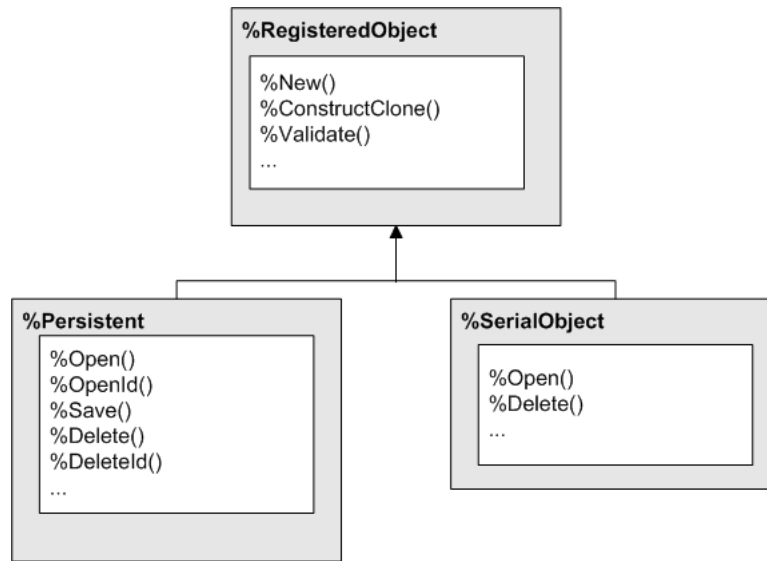 %RegisteredObject
%New()
%ConstructClone()
%Validate()
...
%Persistent
%Open()
%OpenId()
%Save()
%Delete()
%DeleteId()
...
%SerialObject
%Open()
%Delete()
...